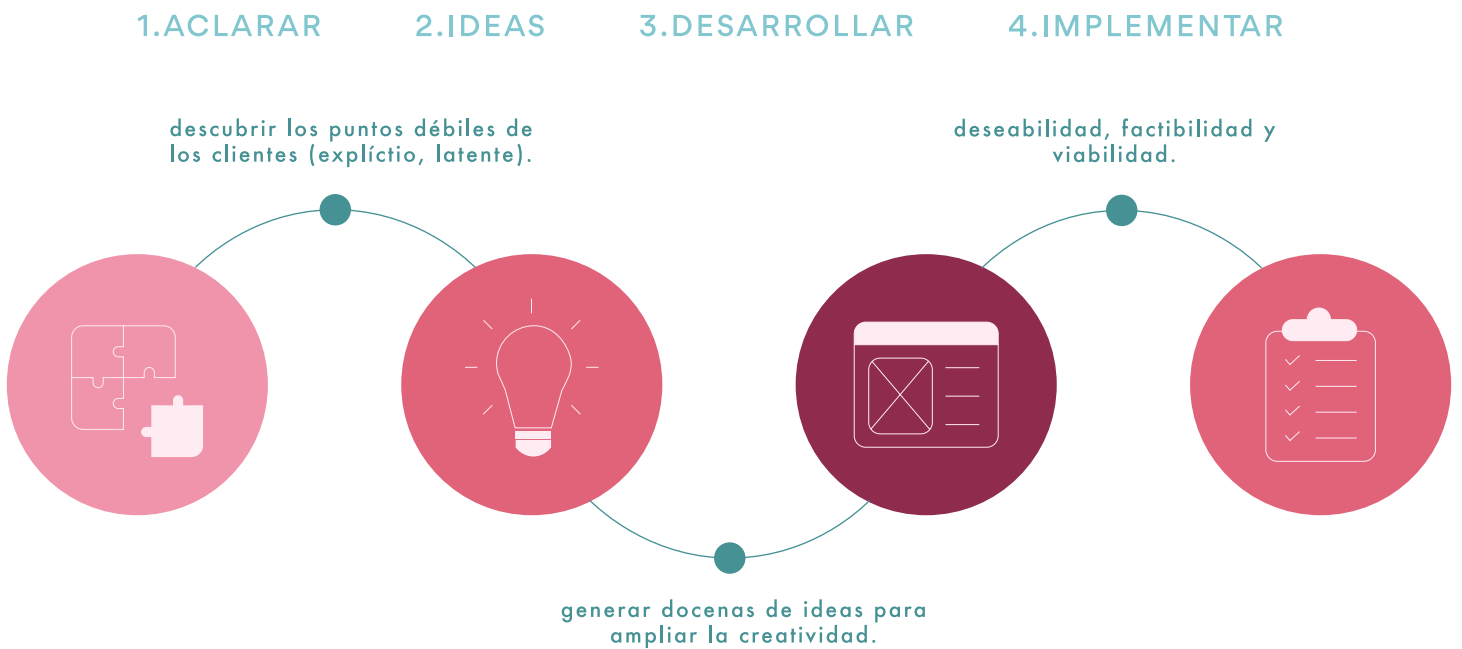 1.ACLARAR
2.IDEAS
3.DESARROLLAR
4.IMPLEMENTAR
descubrir los puntos débiles de
los clientes (explíctio, latente).
deseabilidad, factibilidad y
viabilidad.
generar docenas de ideas para
ampliar la creatividad.